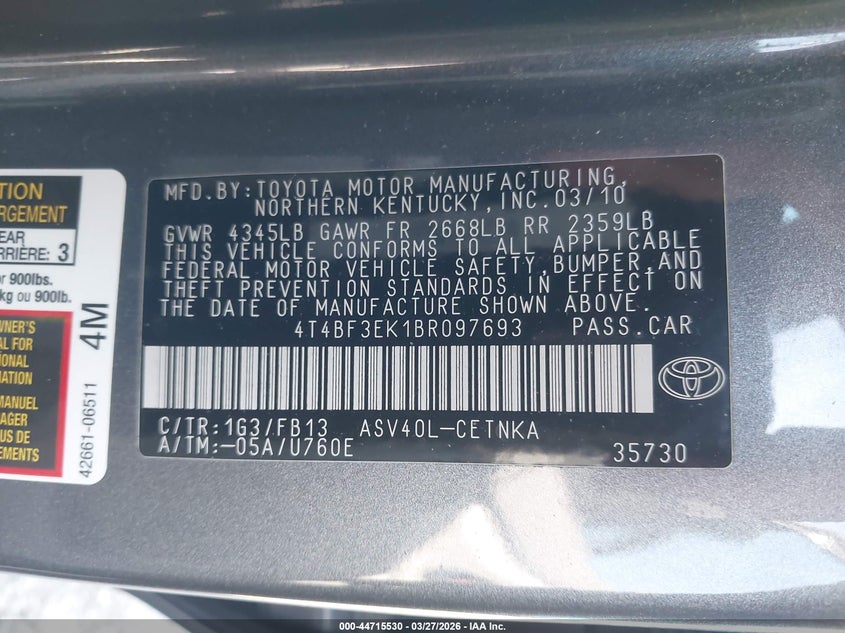 TION
RGEMENT
EAR
RRIÈRE: 3
or 900lbs.
kg ou 900lb.
WNER'S
AL FOR
IONAL
MATION
MANUEL
AGER
US DE
42661-06511
4M
MFD.BY:TOYOTA MOTOR MANUFACTURING,
NORTHERN KENTUCKY,INC.03/10
GVWR 4345LB GAWR FR 2668LB RR 2359LB
THIS VEHICLE CONFORMS TO ALL APPLICABLE
FEDERAL MOTOR VEHICLE SAFETY,BUMPER,AND
THEFT PREVENTION STANDARDS IN EFFECT ON
THE DATE OF MANUFACTURE SHOWN ABOVE.
4T4BF3EK1BR097693 PASS.CAR
C/TR:1G3/FB13 ASV40L-CETNKA
A/TM:-05A/U760E 35730
000-44715530 - 03/27/2026 - IAA Inc.